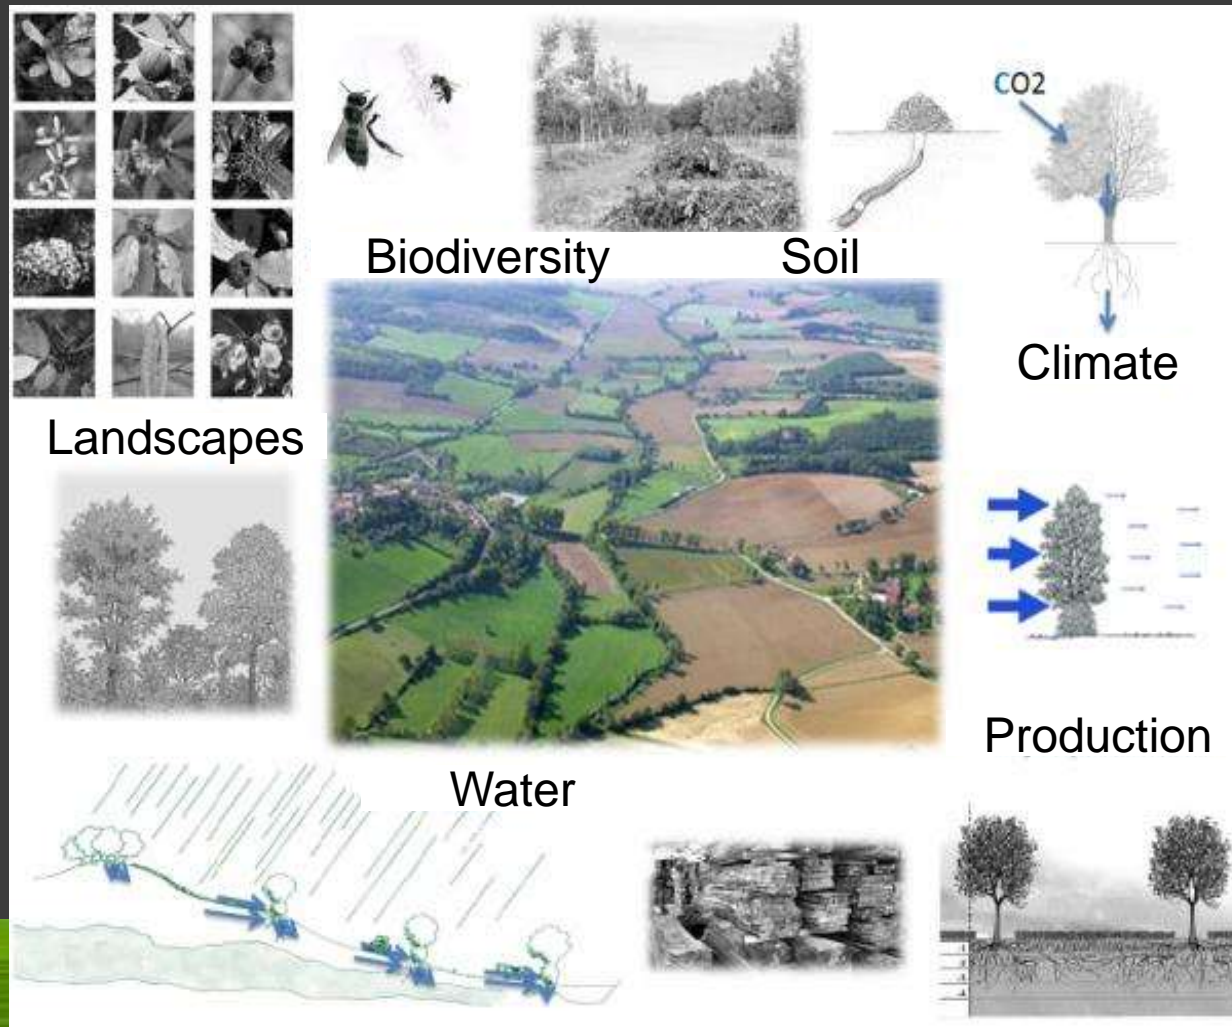 CO2
Biodiversity
Soil
Climate
Landscapes
Production
Water